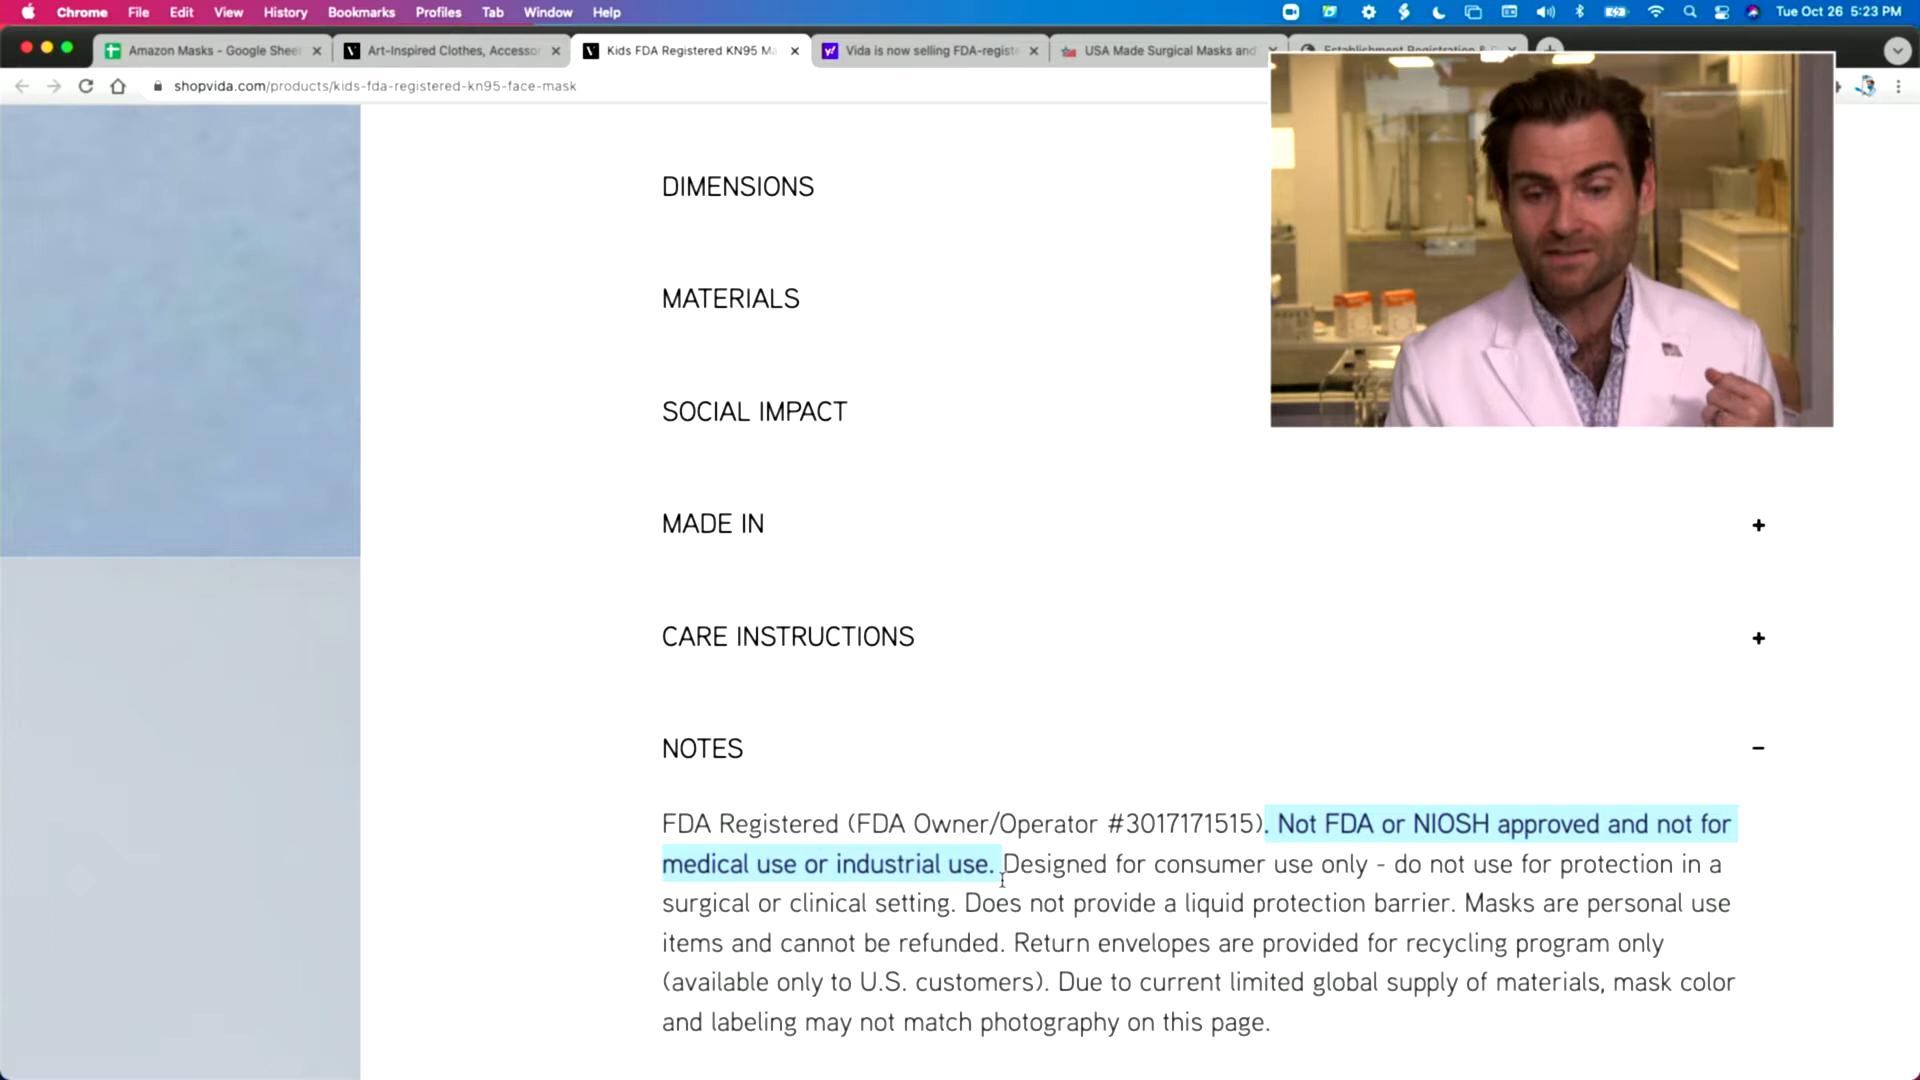 Chrome File Edit View History Bookmarks Profiles Tab Window Help Tue Oct 26 5:23 PM
Amazon Masks - Google Shee Art-Inspired Clothes, Accessor Kids FDA Registered KN95 Ma Vida is now selling FDA-registe USA Made Surgical Masks and Establishment Registration &
shopvida.com/products/kids-fda-registered-kn95-face-mask
DIMENSIONS
MATERIALS
SOCIAL IMPACT
MADE IN +
CARE INSTRUCTIONS +
NOTES −
FDA Registered (FDA Owner/Operator #3017171515). Not FDA or NIOSH approved and not for
medical use or industrial use. Designed for consumer use only - do not use for protection in a
surgical or clinical setting. Does not provide a liquid protection barrier. Masks are personal use
items and cannot be refunded. Return envelopes are provided for recycling program only
(available only to U.S. customers). Due to current limited global supply of materials, mask color
and labeling may not match photography on this page.